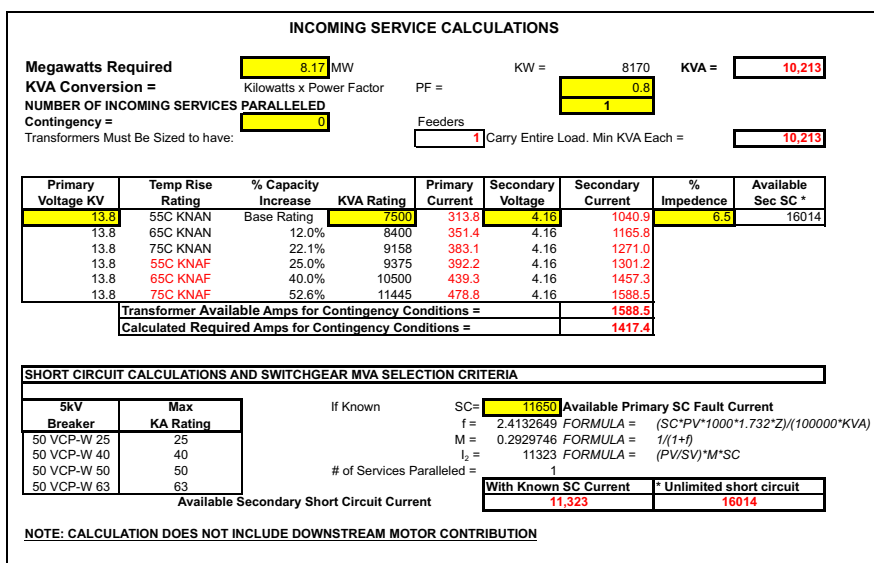 INCOMING SERVICE CALCULATIONS
Megawatts Required 8.17 MW KW = 8170 KVA = 10,213
KVA Conversion = Kilowatts x Power Factor PF = 0.8
NUMBER OF INCOMING SERVICES PARALLELED 1
Contingency = 0 Feeders
Transformers Must Be Sized to have: 1 Carry Entire Load. Min KVA Each = 10,213
Primary Temp Rise % Capacity Primary Secondary Secondary % Available
Voltage KV Rating Increase KVA Rating Current Voltage Current Impedence Sec SC *
13.8 55C KNAN Base Rating 7500 313.8 4.16 1040.9 6.5 16014
13.8 65C KNAN 12.0% 8400 351.4 4.16 1165.8
13.8 75C KNAN 22.1% 9158 383.1 4.16 1271.0
13.8 55C KNAF 25.0% 9375 392.2 4.16 1301.2
13.8 65C KNAF 40.0% 10500 439.3 4.16 1457.3
13.8 75C KNAF 52.6% 11445 478.8 4.16 1588.5
Transformer Available Amps for Contingency Conditions = 1588.5
Calculated Required Amps for Contingency Conditions = 1417.4
SHORT CIRCUIT CALCULATIONS AND SWITCHGEAR MVA SELECTION CRITERIA
5kV Max If Known SC= 11650 Available Primary SC Fault Current
Breaker KA Rating f = 2.4132649 FORMULA = (SC*PV*1000*1.732*Z)/(100000*KVA)
50 VCP-W 25 25 M = 0.2929746 FORMULA = 1/(1+f)
50 VCP-W 40 40 I₂ = 11323 FORMULA = (PV/SV)*M*SC
50 VCP-W 50 50 # of Services Paralleled = 1
50 VCP-W 63 63 With Known SC Current * Unlimited short circuit
Available Secondary Short Circuit Current 11,323 16014
NOTE: CALCULATION DOES NOT INCLUDE DOWNSTREAM MOTOR CONTRIBUTION